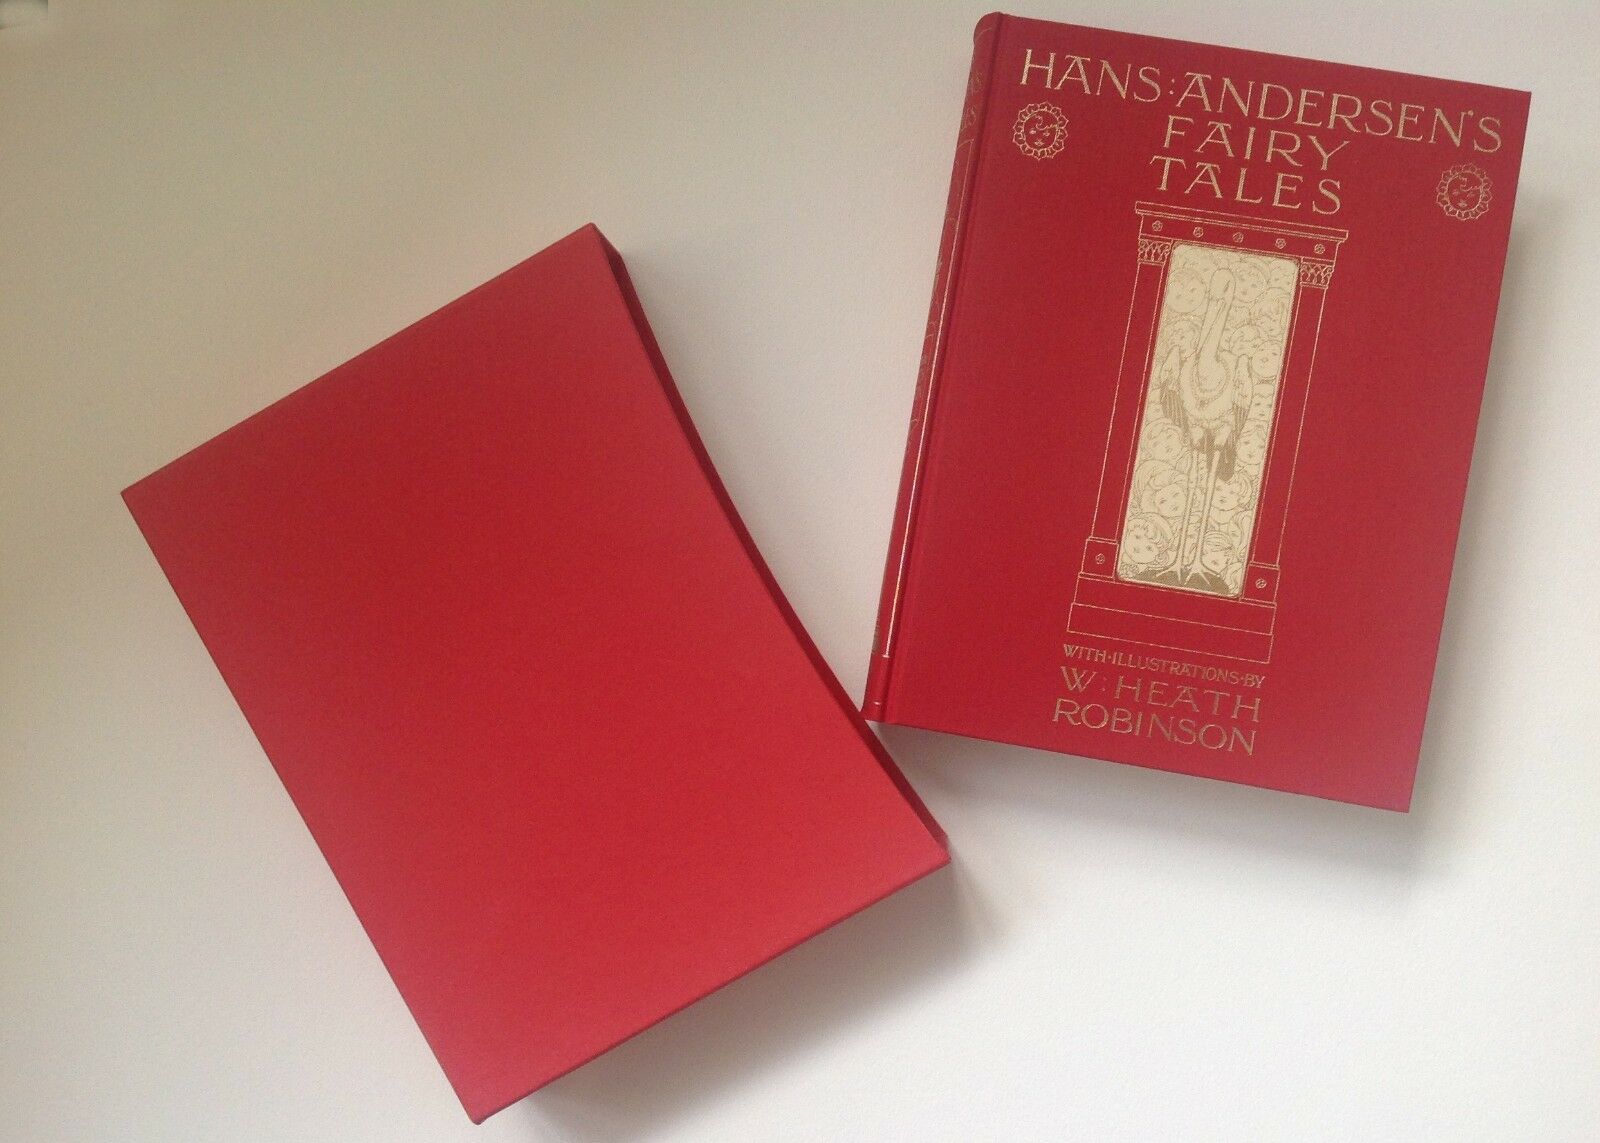 HANS:ANDERSEN'S
FAIRY
TALES
WITH·ILLUSTRATIONS·BY
W:HEATH
ROBINSON